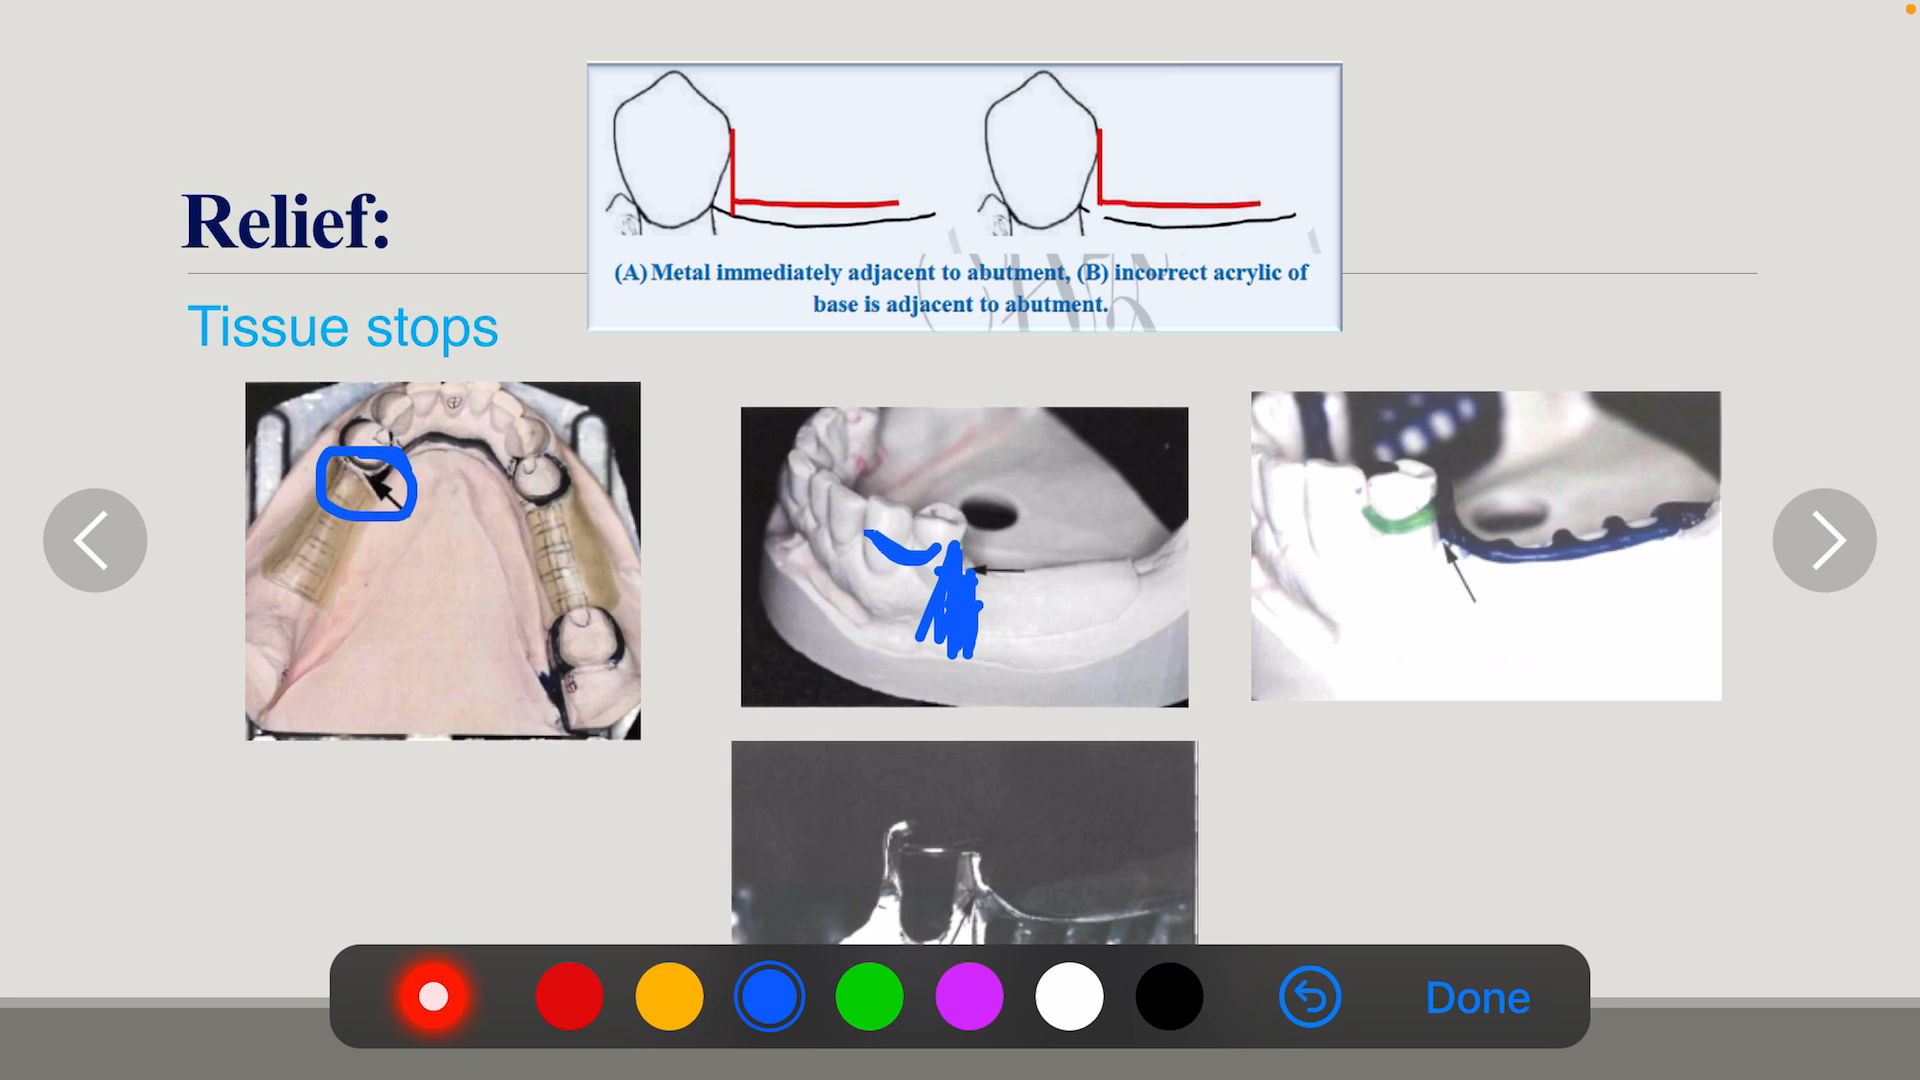 Relief:
Tissue stops
(A) Metal immediately adjacent to abutment, (B) incorrect acrylic of
base is adjacent to abutment.
Done